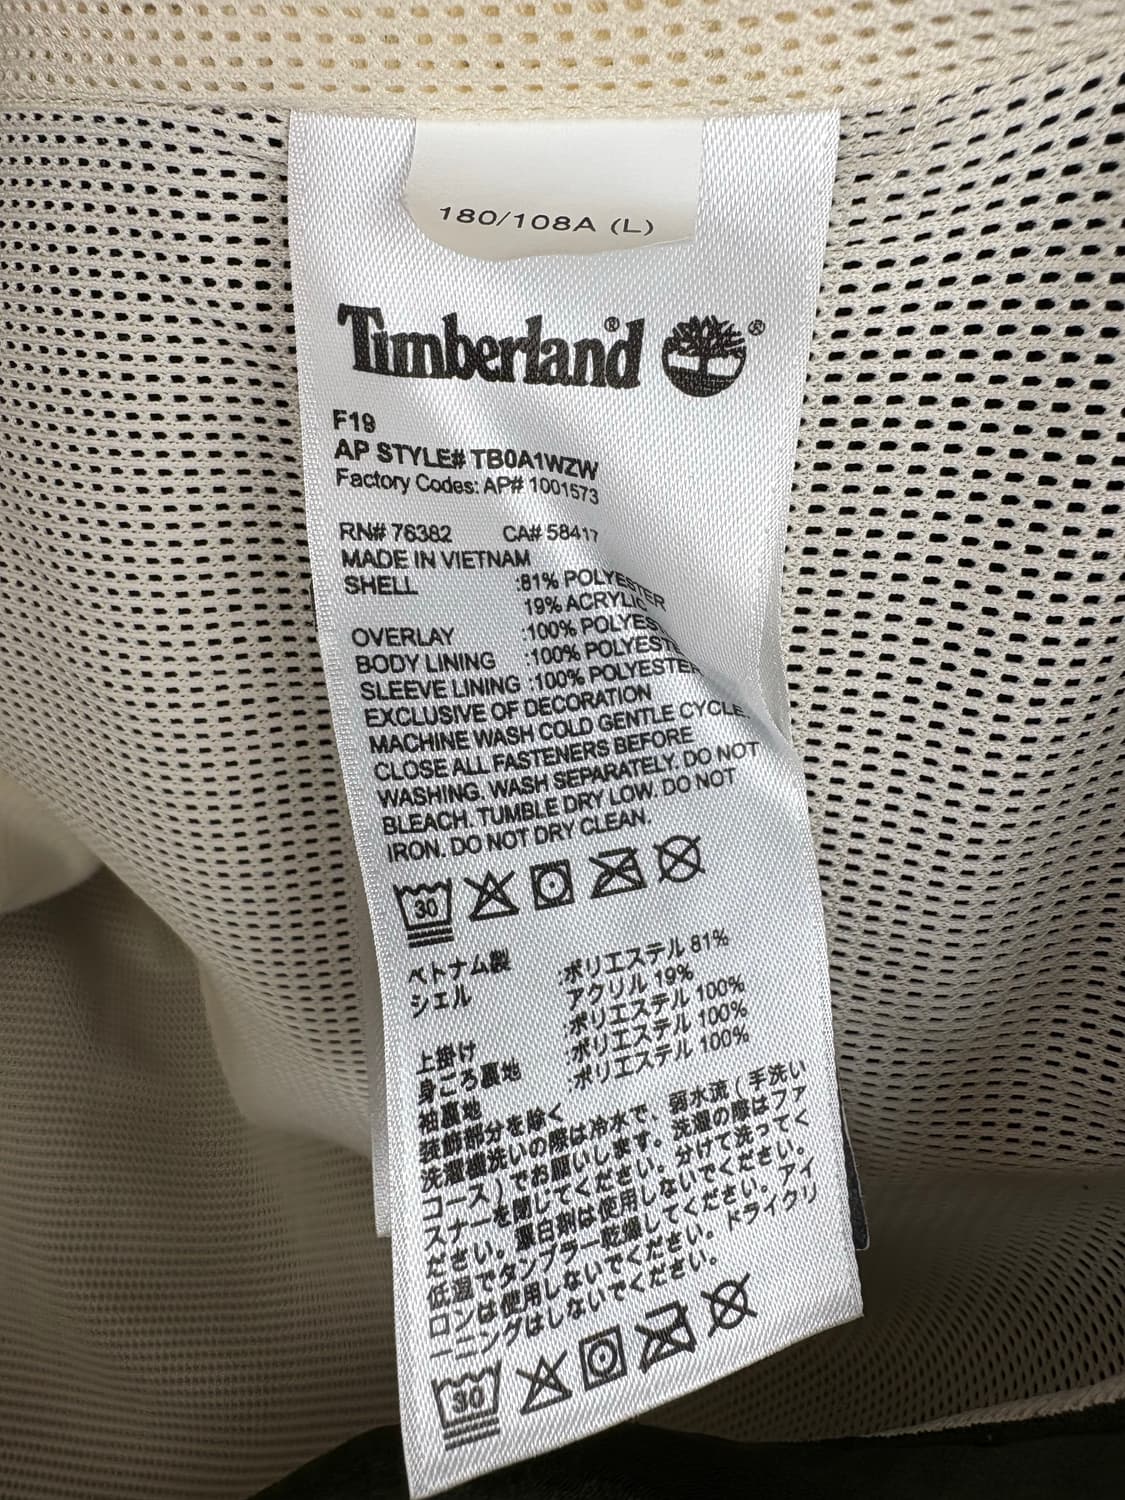 180/108A (L)
Timberland® ®
F19
AP STYLE# TB0A1WZW
Factory Codes: AP# 1001573
RN# 76382 CA# 58417
MADE IN VIETNAM
SHELL :81% POLYESTER
19% ACRYLIC
OVERLAY :100% POLYES
BODY LINING :100% POLYESTE
SLEEVE LINING :100% POLYESTER
EXCLUSIVE OF DECORATION
MACHINE WASH COLD GENTLE CYCLE.
CLOSE ALL FASTENERS BEFORE
WASHING. WASH SEPARATELY. DO NOT
BLEACH. TUMBLE DRY LOW. DO NOT
IRON. DO NOT DRY CLEAN.
30
ベトナム製
シェル :ポリエステル 81%
アクリル 19%
上掛け :ポリエステル 100%
身ごろ裏地 :ポリエステル 100%
袖裏地 :ポリエステル 100%
装飾部分を除く
洗濯機洗いの際は冷水で、弱水流(手洗い
コース)でお願いします。洗濯の際はファ
スナーを閉じてください。分けて洗ってく
ださい。漂白剤は使用しないでください。
低温でタンブラー乾燥してください。アイ
ロンは使用しないでください。ドライクリ
ーニングはしないでください。
30